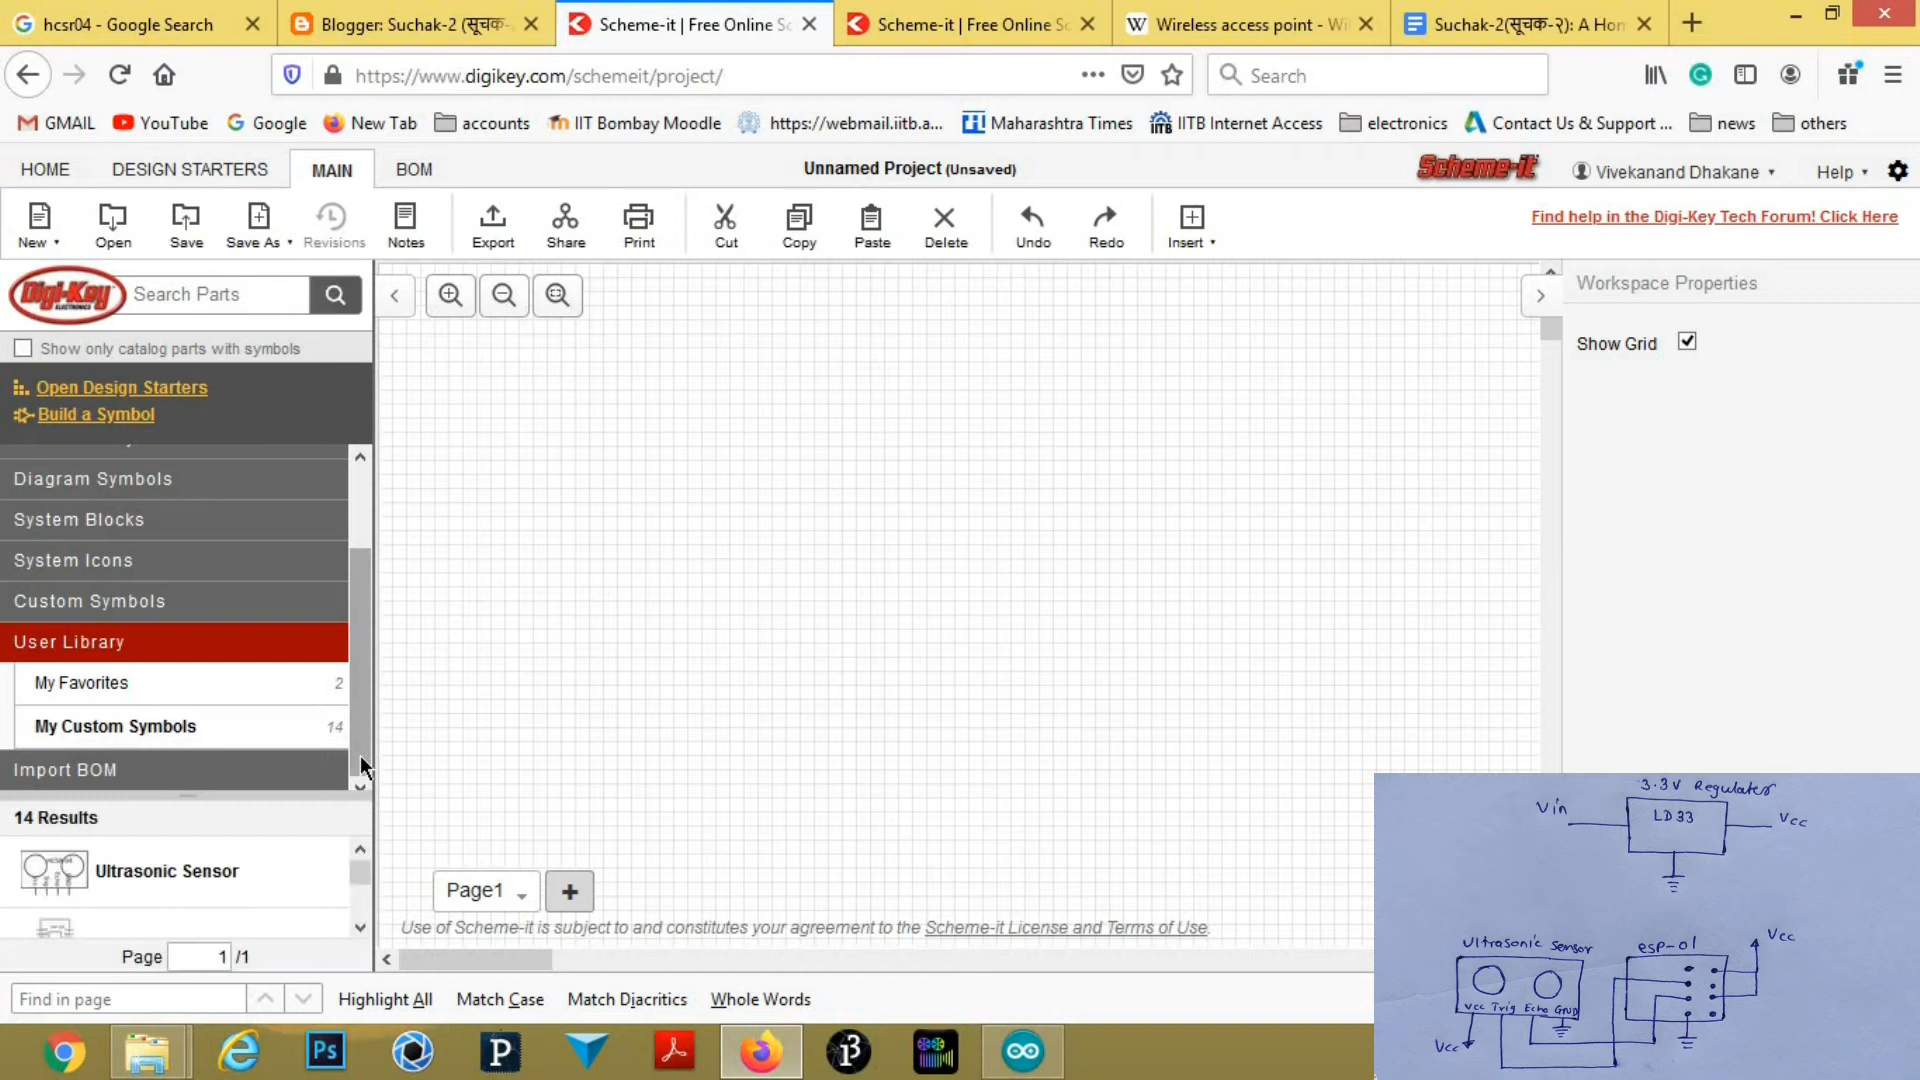 hcsr04 - Google Search
Blogger: Suchak-2 (सूचक-
Scheme-it | Free Online Sc
Scheme-it | Free Online Sc
Wireless access point - Wi
Suchak-2(सूचक-२): A Hom
https://www.digikey.com/schemeit/project/
Search
GMAIL
YouTube
Google
New Tab
accounts
IIT Bombay Moodle
https://webmail.iitb.a...
Maharashtra Times
IITB Internet Access
electronics
Contact Us & Support ...
news
others
HOME
DESIGN STARTERS
MAIN
BOM
Unnamed Project (Unsaved)
Scheme-it
Vivekanand Dhakane
Help
New
Open
Save
Save As
Revisions
Notes
Export
Share
Print
Cut
Copy
Paste
Delete
Undo
Redo
Insert
Find help in the Digi-Key Tech Forum! Click Here
Digi-Key
ELECTRONICS
Search Parts
Show only catalog parts with symbols
Open Design Starters
Build a Symbol
Diagram Symbols
System Blocks
System Icons
Custom Symbols
User Library
My Favorites 2
My Custom Symbols 14
Import BOM
14 Results
Ultrasonic Sensor
Page 1 /1
Workspace Properties
Show Grid
Page1
Use of Scheme-it is subject to and constitutes your agreement to the Scheme-it License and Terms of Use.
Find in page
Highlight All
Match Case
Match Diacritics
Whole Words
3.3V Regulator
Vin
LD33
Vcc
Ultrasonic Sensor
esp-01
Vcc
Vcc Trig Echo GND
Vcc